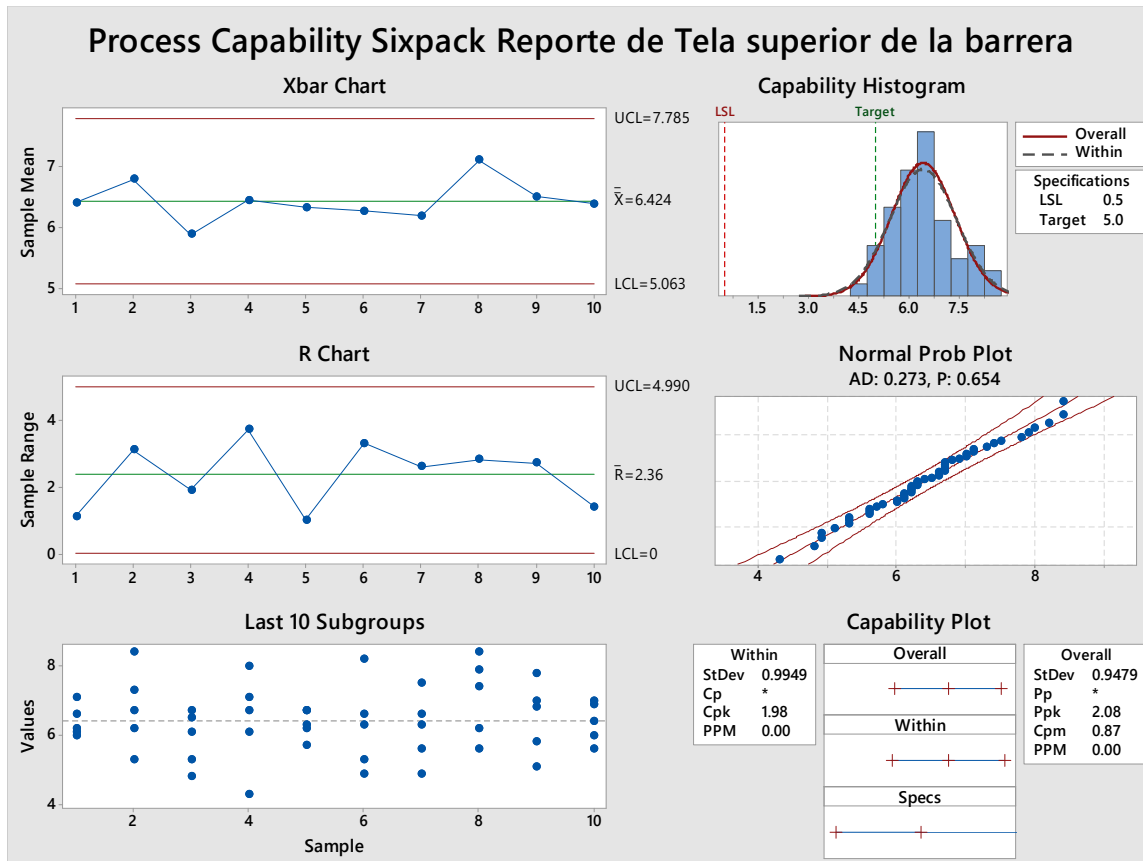 Process Capability Sixpack Reporte de Tela superior de la barrera
Xbar Chart
Sample Mean
7
6
5
1 2 3 4 5 6 7 8 9 10
UCL=7.785
X̿=6.424
LCL=5.063
Capability Histogram
LSL Target
1.5 3.0 4.5 6.0 7.5
Overall
Within
Specifications
LSL 0.5
Target 5.0
R Chart
Sample Range
4
2
0
1 2 3 4 5 6 7 8 9 10
UCL=4.990
R̅=2.36
LCL=0
Normal Prob Plot
AD: 0.273, P: 0.654
4 6 8
Last 10 Subgroups
Values
8
6
4
2 4 6 8 10
Sample
Capability Plot
Within
StDev 0.9949
Cp *
Cpk 1.98
PPM 0.00
Overall
Within
Specs
Overall
StDev 0.9479
Pp *
Ppk 2.08
Cpm 0.87
PPM 0.00